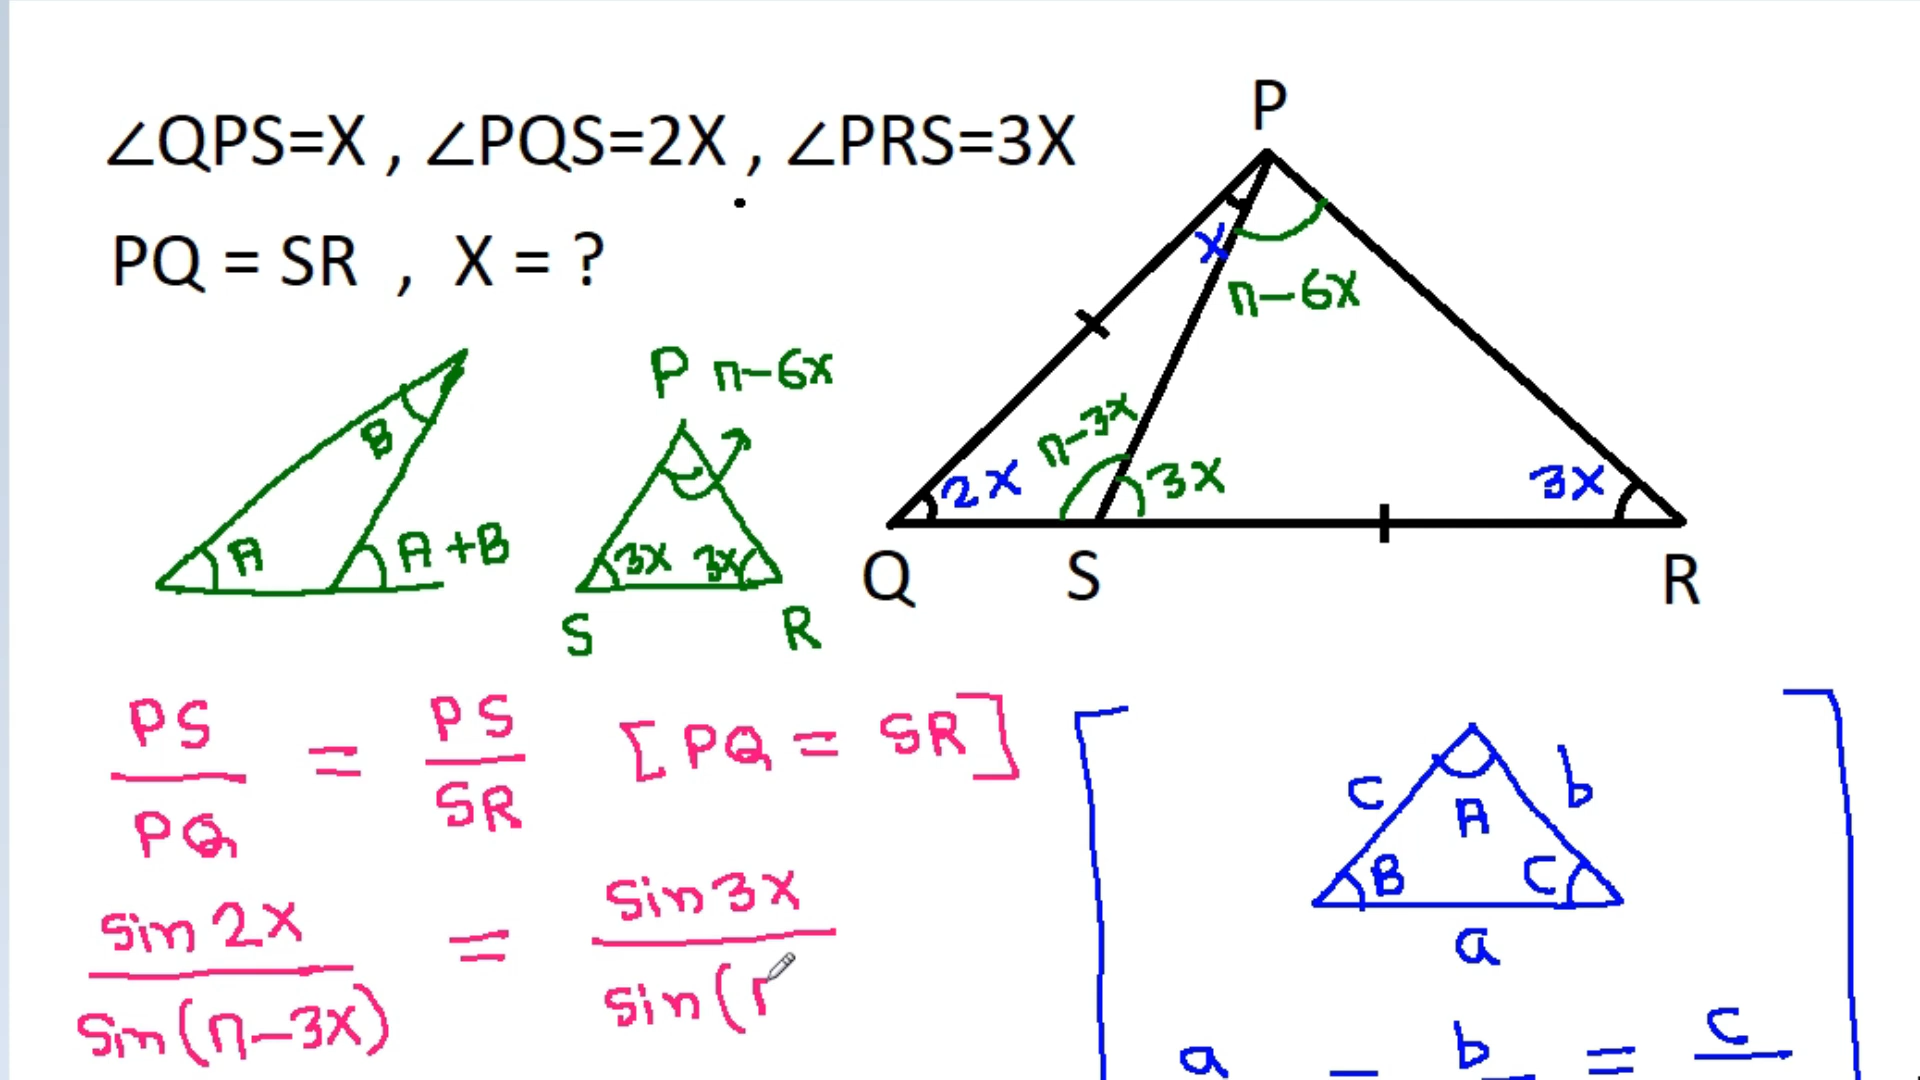 ∠QPS=X , ∠PQS=2X , ∠PRS=3X
PQ = SR , X = ?
P
X
π-6X
π-3X
2X
3X
3X
Q
S
R
B
A
A+B
P π-6X
3X
3X
S
R
PS/PQ = PS/SR [PQ = SR]
sin 2X/sin(π-3X) = sin 3X/sin(
c
b
A
B
C
a
a = b = c